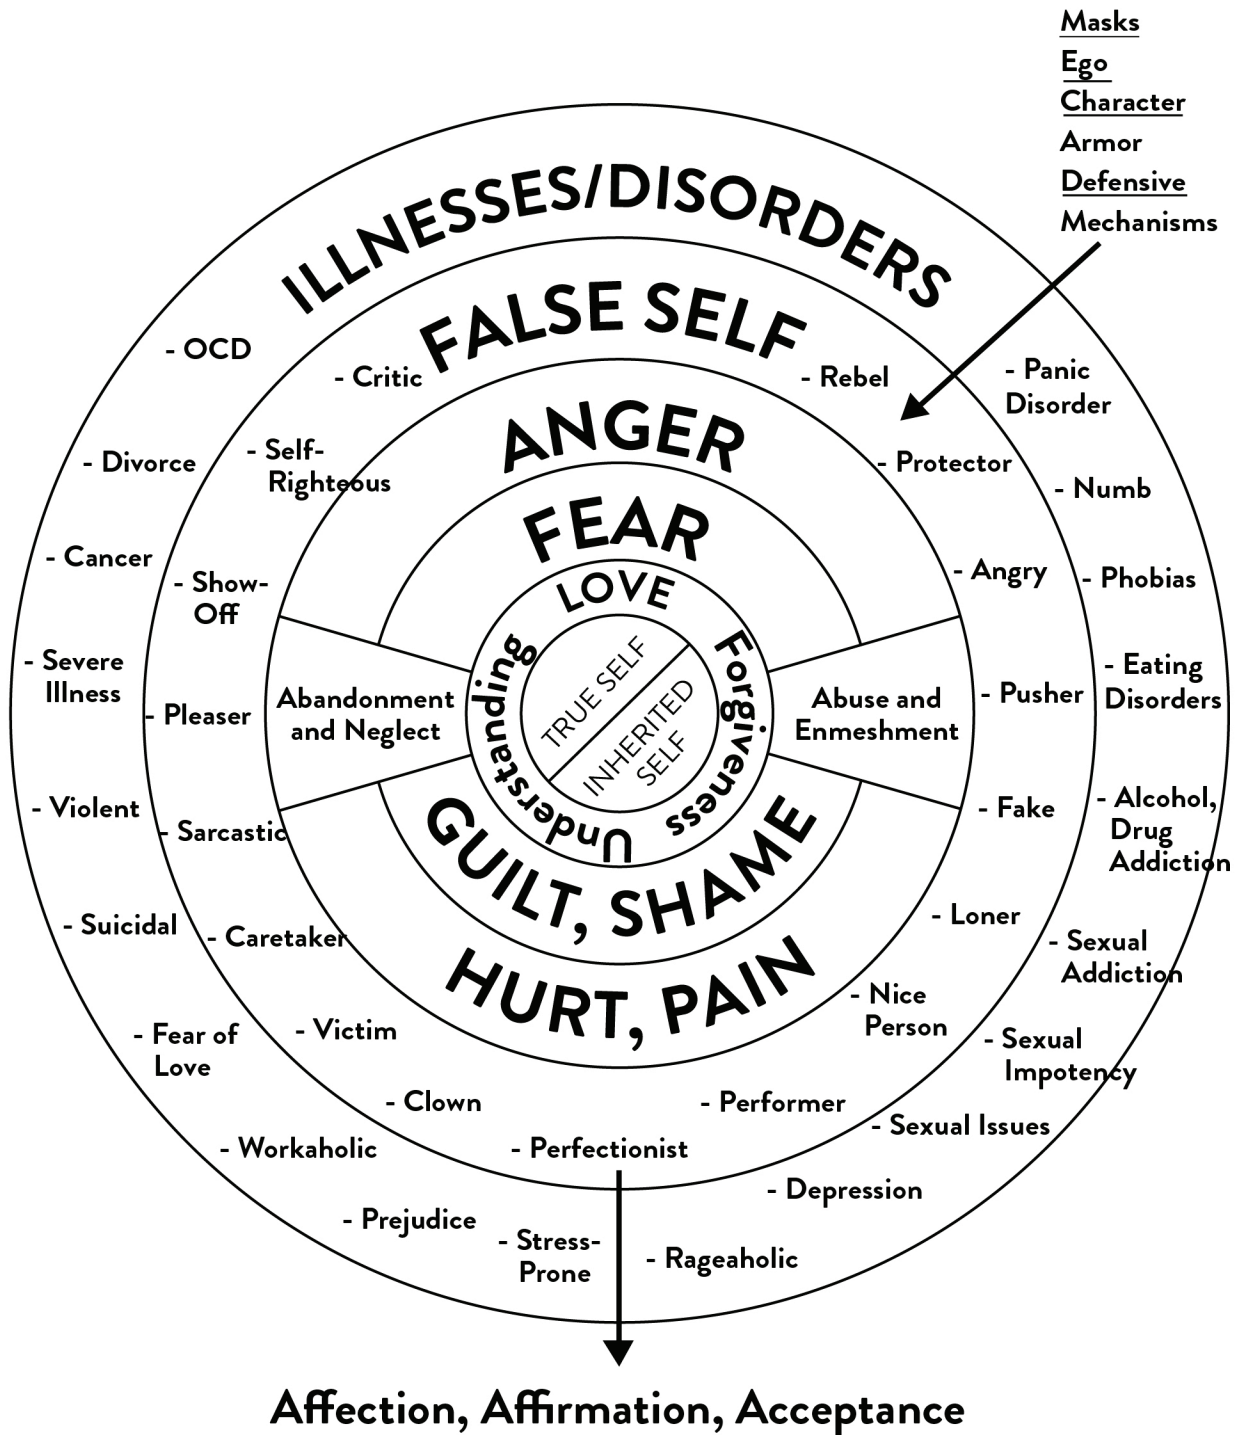 Masks
Ego
Character
Armor
Defensive
Mechanisms
ILLNESSES/DISORDERS
FALSE SELF
- OCD
- Critic
- Rebel
- Panic
Disorder
ANGER
- Divorce
- Self-
Righteous
- Protector
- Numb
FEAR
- Cancer
- Show-
Off
LOVE
- Angry
- Phobias
- Severe
Illness
- Pleaser
Abandonment
and Neglect
Understanding
TRUE SELF
INHERITED
SELF
Forgiveness
Abuse and
Enmeshment
- Pusher
- Eating
Disorders
- Violent
- Sarcastic
- Fake
- Alcohol,
Drug
Addiction
GUILT, SHAME
- Suicidal
- Caretaker
- Loner
- Sexual
Addiction
HURT, PAIN
- Fear of
Love
- Victim
- Nice
Person
- Sexual
Impotency
- Clown
- Performer
- Sexual Issues
- Workaholic
- Perfectionist
- Depression
- Prejudice
- Stress-
Prone
- Rageaholic
Affection, Affirmation, Acceptance